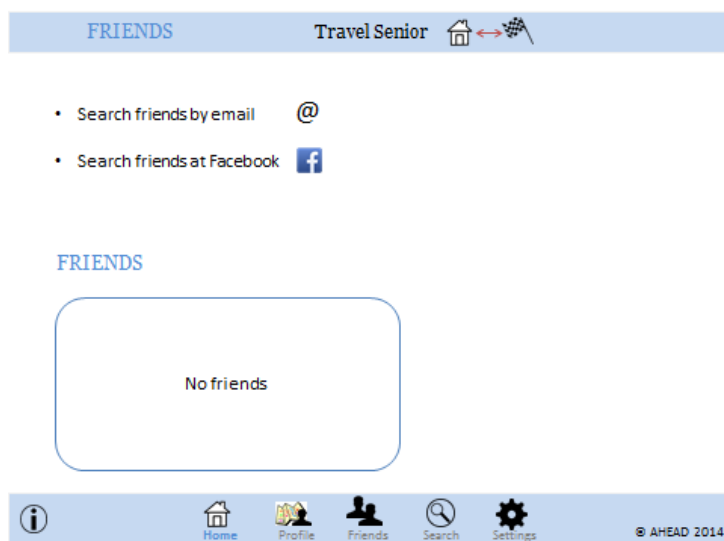 FRIENDS Travel Senior
• Search friends by email @
• Search friends at Facebook f
FRIENDS
No friends
i Home Profile Friends Search Settings © AHEAD 2014